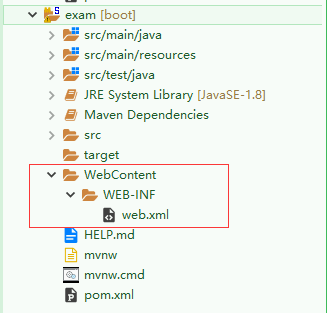 exam [boot]
src/main/java
src/main/resources
src/test/java
JRE System Library [JavaSE-1.8]
Maven Dependencies
src
target
WebContent
WEB-INF
web.xml
HELP.md
mvnw
mvnw.cmd
pom.xml